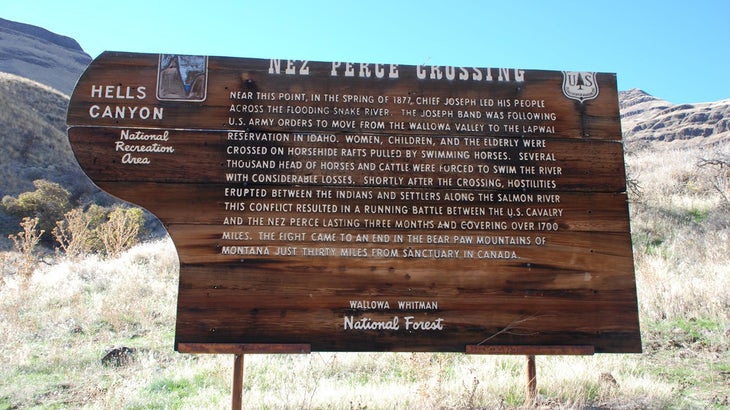 NEZ PERCE CROSSING
HELLS
CANYON
National
Recreation
Area
US
NEAR THIS POINT, IN THE SPRING OF 1877, CHIEF JOSEPH LED HIS PEOPLE
ACROSS THE FLOODING SNAKE RIVER. THE JOSEPH BAND WAS FOLLOWING
U.S. ARMY ORDERS TO MOVE FROM THE WALLOWA VALLEY TO THE LAPWAI
RESERVATION IN IDAHO. WOMEN, CHILDREN, AND THE ELDERLY WERE
CROSSED ON HORSEHIDE RAFTS PULLED BY SWIMMING HORSES. SEVERAL
THOUSAND HEAD OF HORSES AND CATTLE WERE FORCED TO SWIM THE RIVER
WITH CONSIDERABLE LOSSES. SHORTLY AFTER THE CROSSING, HOSTILITIES
ERUPTED BETWEEN THE INDIANS AND SETTLERS ALONG THE SALMON RIVER
THIS CONFLICT RESULTED IN A RUNNING BATTLE BETWEEN THE U.S. CAVALRY
AND THE NEZ PERCE LASTING THREE MONTHS AND COVERING OVER 1700
MILES. THE FIGHT CAME TO AN END IN THE BEAR PAW MOUNTAINS OF
MONTANA JUST THIRTY MILES FROM SANCTUARY IN CANADA.
WALLOWA WHITMAN
National Forest